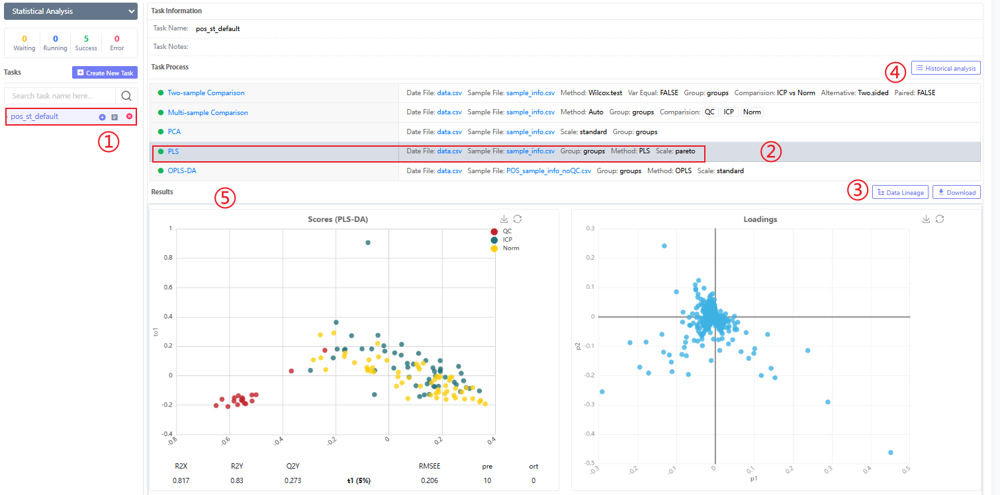 Statistical Analysis
0 0 5 0
Waiting Running Success Error
Tasks Create New Task
Search task name here...
pos_st_default
①
Task Information
Task Name: pos_st_default
Task Notes:
Task Process
④ Historical analysis
Two-sample Comparison Date File: data.csv Sample File: sample_info.csv Method: Wilcox.test Var Equal: FALSE Group: groups Comparision: ICP vs Norm Alternative: Two.sided Paired: FALSE
Multi-sample Comparison Date File: data.csv Sample File: sample_info.csv Method: Auto Group: groups Comparision: QC ICP Norm
PCA Date File: data.csv Sample File: sample_info.csv Scale: standard Group: groups
PLS Date File: data.csv Sample File: sample_info.csv Group: groups Method: PLS Scale: pareto ②
OPLS-DA Date File: data.csv Sample File: POS_sample_info_noQC.csv Group: groups Method: OPLS Scale: standard
Results ⑤ ③ Data Lineage Download
Scores (PLS-DA)
QC
ICP
Norm
1
0.8
0.6
0.4
0.2
0
-0.2
-0.4
to1
-0.8 -0.6 -0.4 -0.2 0 0.2 0.4
R2X R2Y Q2Y RMSEE pre ort
0.817 0.83 0.273 t1 (5%) 0.206 10 0
Loadings
0.3
0.2
0.1
0
-0.1
-0.2
-0.3
-0.4
-0.5
p2
-0.3 -0.2 -0.1 0 0.1 0.2 0.3 0.4 0.5
p1